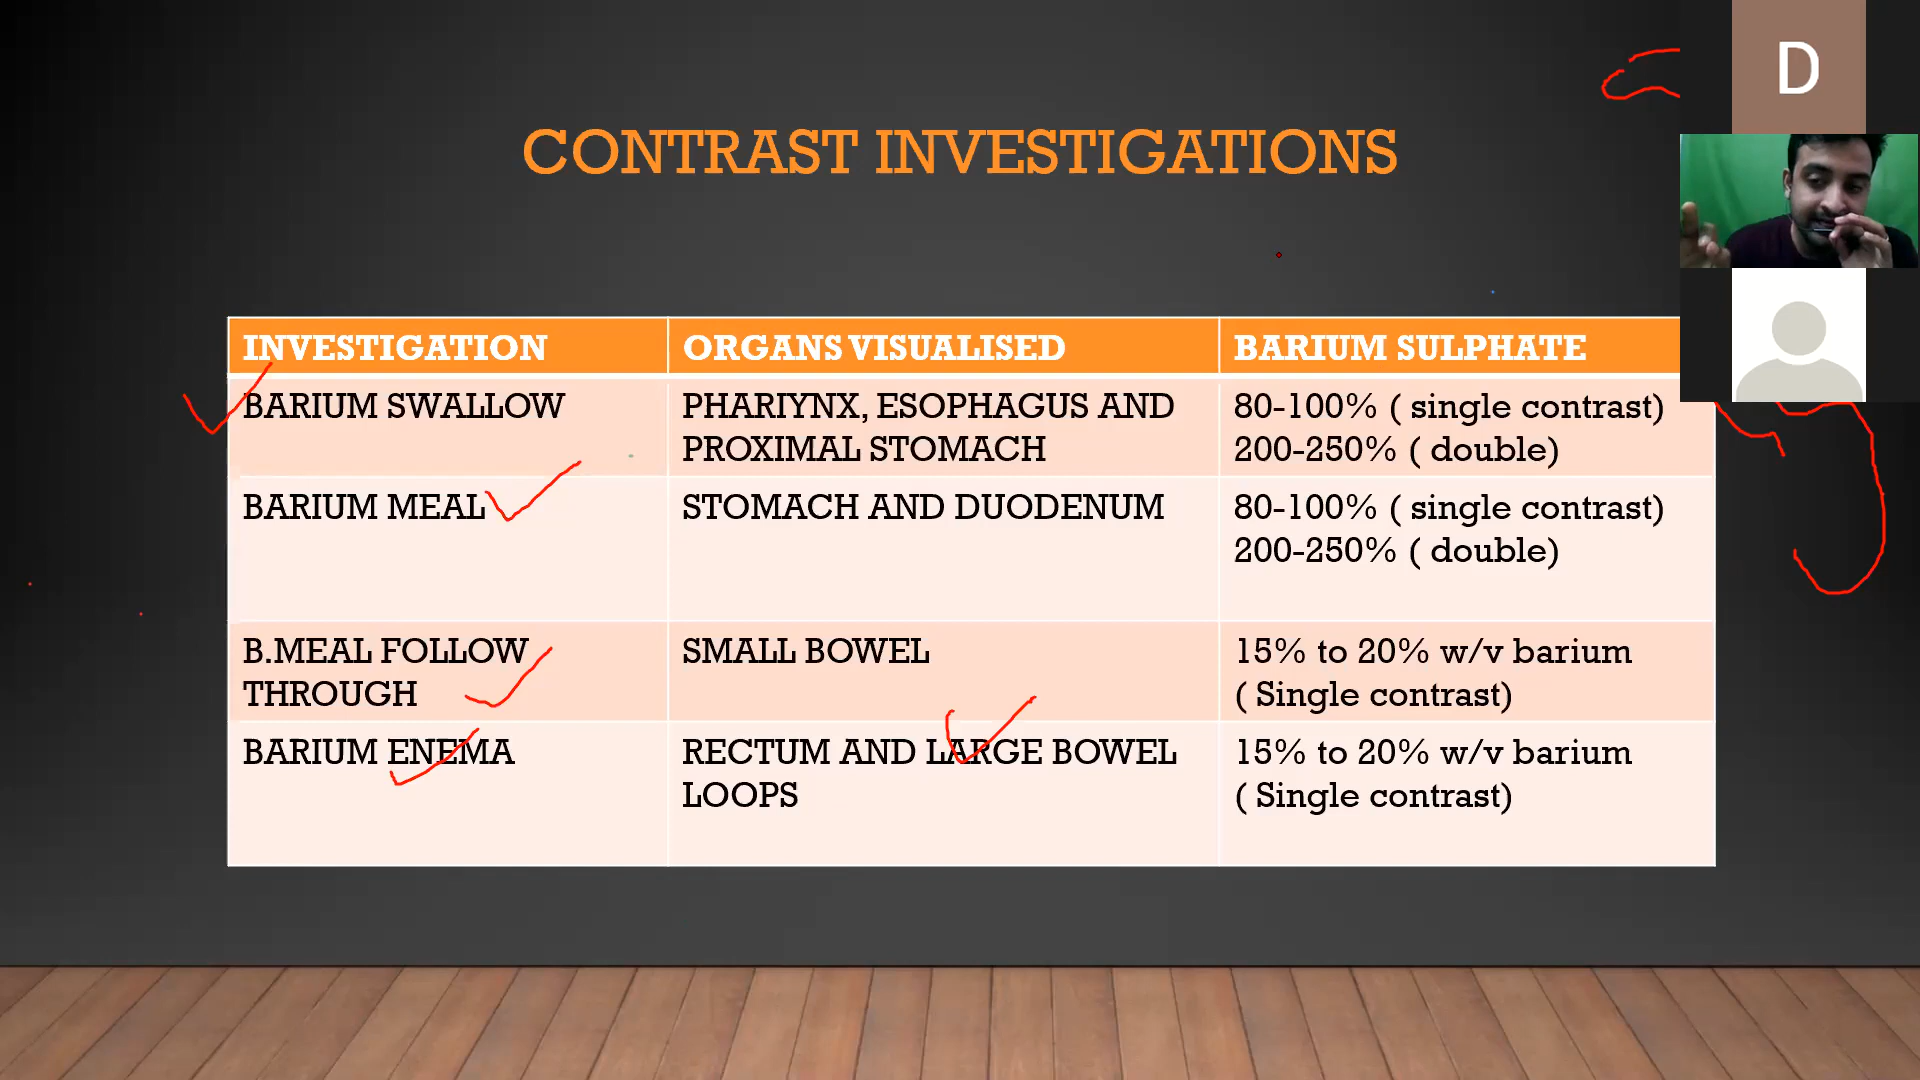 D
CONTRAST INVESTIGATIONS
INVESTIGATION ORGANS VISUALISED BARIUM SULPHATE
BARIUM SWALLOW
PHARIYNX, ESOPHAGUS AND
PROXIMAL STOMACH
80-100% ( single contrast)
200-250% ( double)
BARIUM MEAL
STOMACH AND DUODENUM
80-100% ( single contrast)
200-250% ( double)
B.MEAL FOLLOW
THROUGH
SMALL BOWEL
15% to 20% w/v barium
( Single contrast)
BARIUM ENEMA
RECTUM AND LARGE BOWEL
LOOPS
15% to 20% w/v barium
( Single contrast)